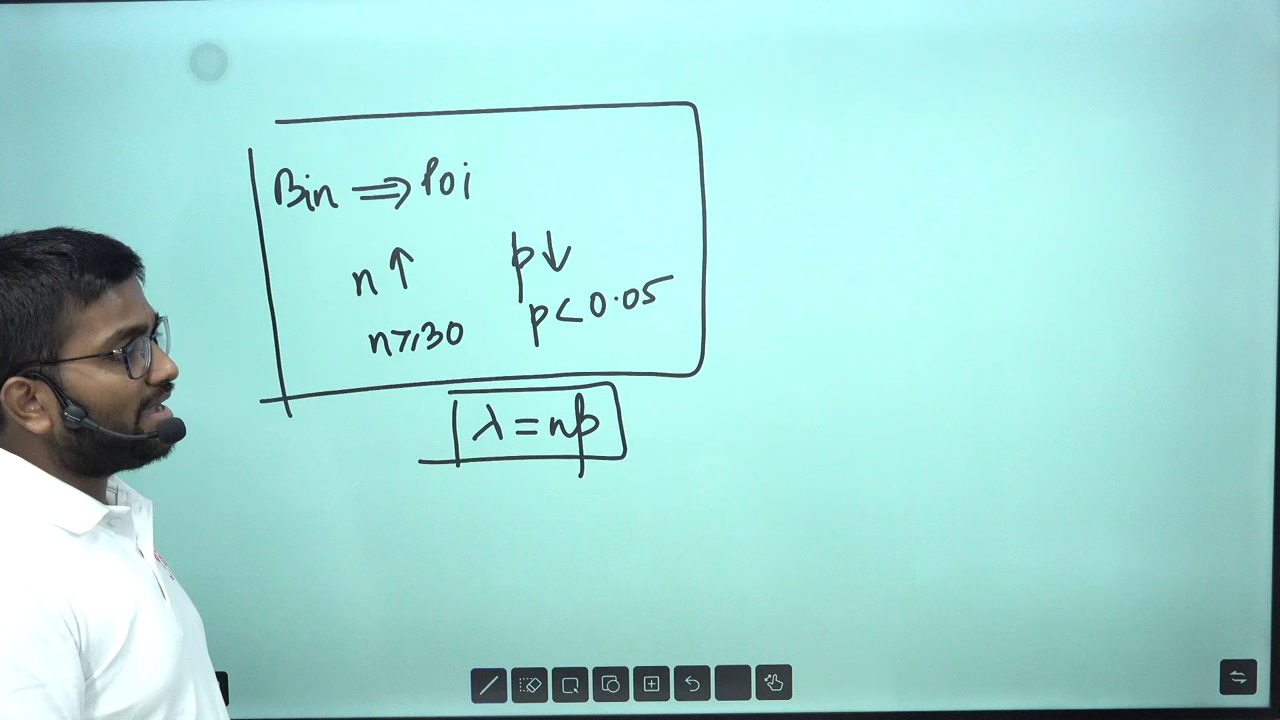 Bin ⇒ Poi
n↑ p↓
n⩾30 p<0.05
λ=np